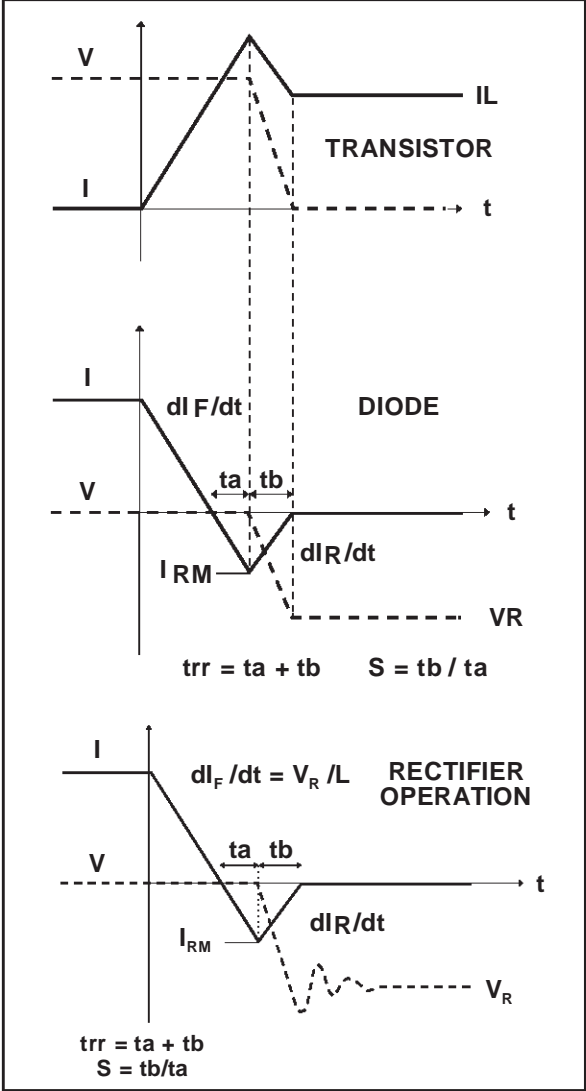 V
IL
TRANSISTOR
I
t
I
dI F/dt
DIODE
ta tb
V
t
I RM
dIR/dt
VR
trr = ta + tb S = tb / ta
I
dIF /dt = VR /L
RECTIFIER
OPERATION
ta tb
V
t
IRM
dIR/dt
VR
trr = ta + tb
S = tb/ta